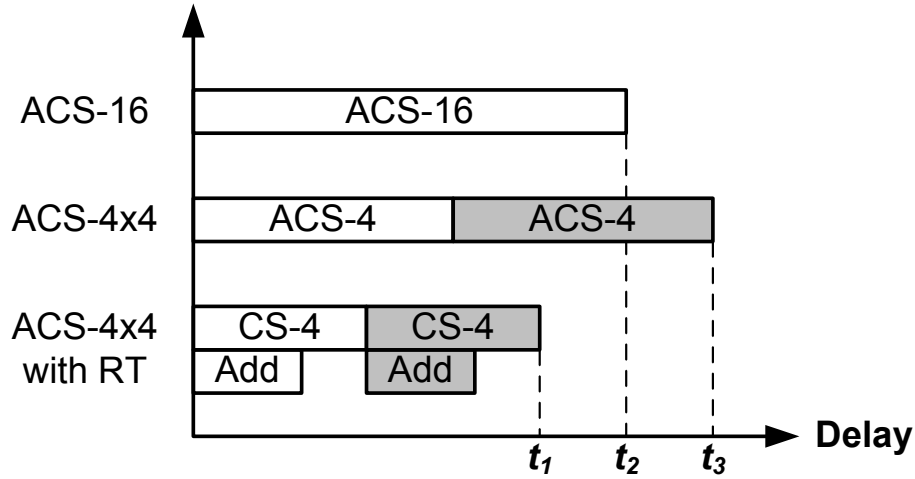 ACS-16 ACS-16
ACS-4x4 ACS-4 ACS-4
ACS-4x4 CS-4 CS-4
with RT Add Add
Delay
t1 t2 t3